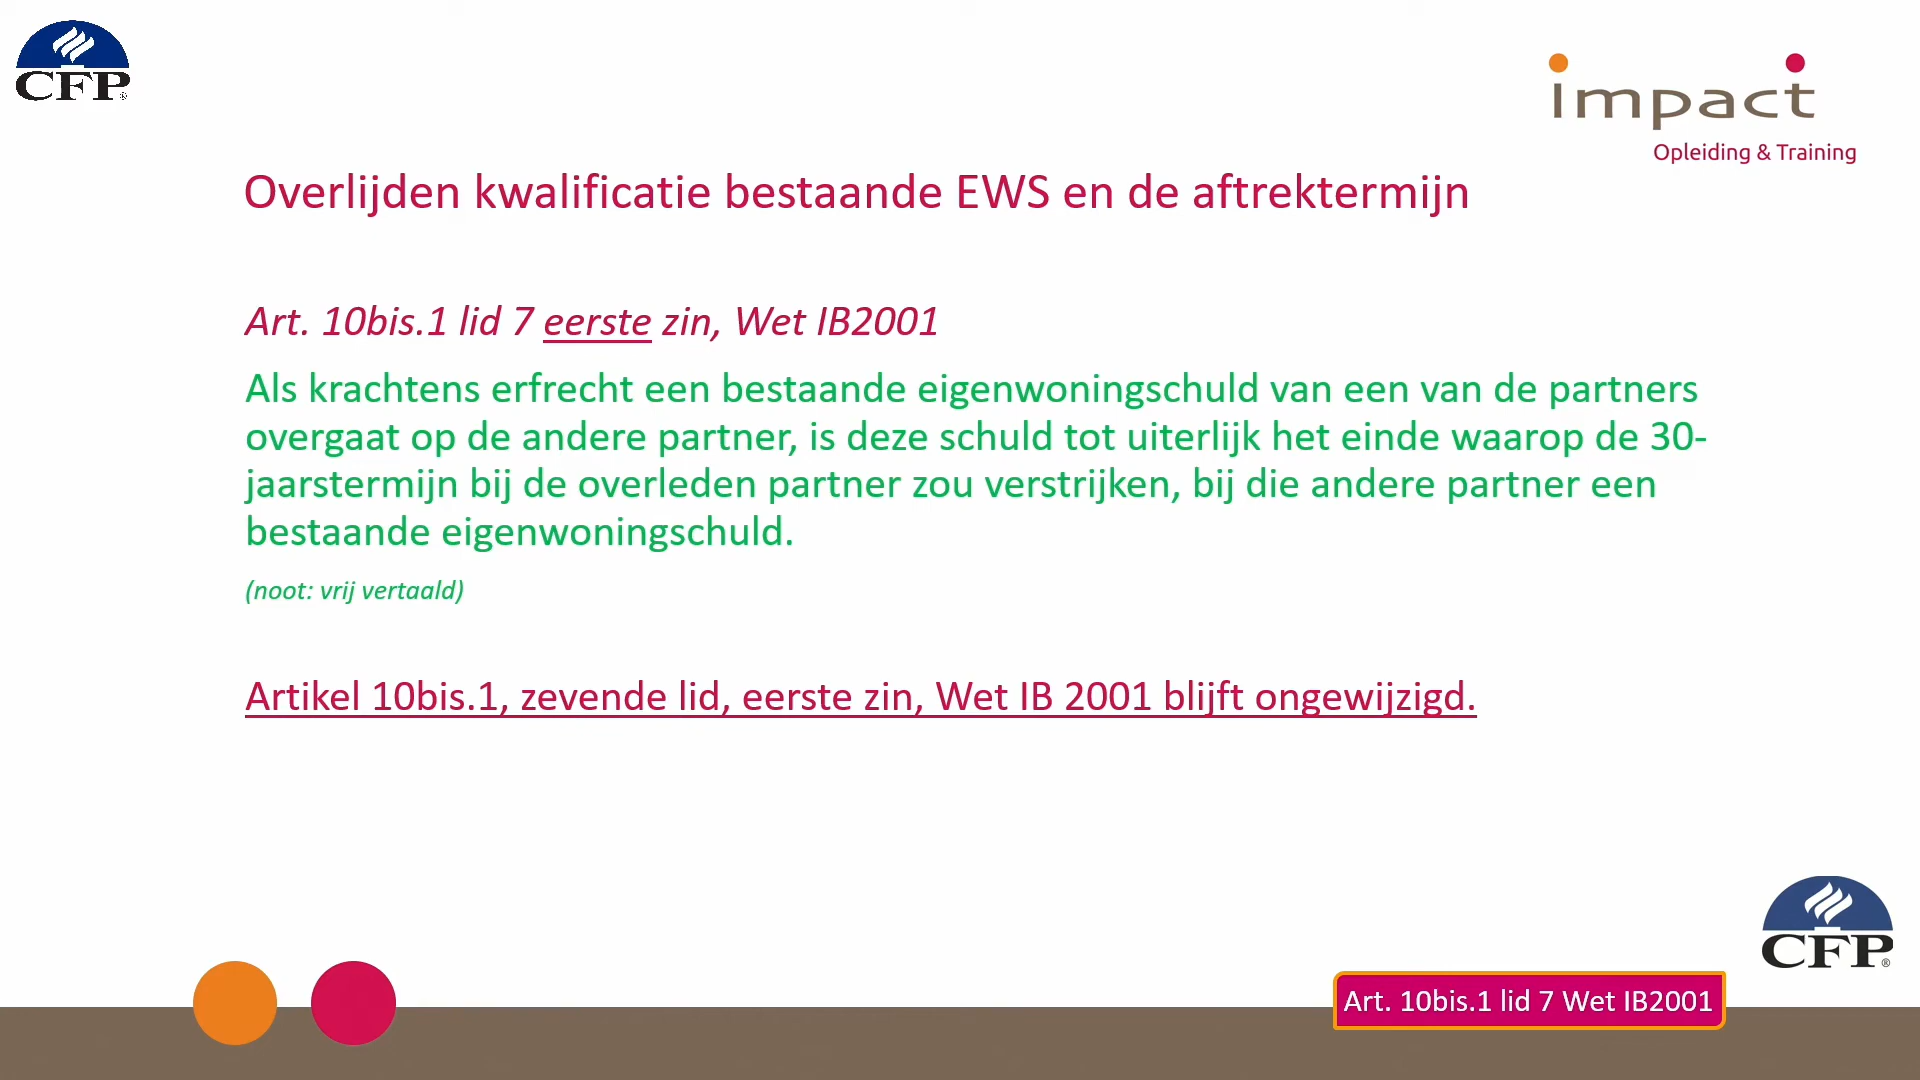 CFP®
impact
Opleiding & Training
Overlijden kwalificatie bestaande EWS en de aftrektermijn
Art. 10bis.1 lid 7 eerste zin, Wet IB2001
Als krachtens erfrecht een bestaande eigenwoningschuld van een van de partners
overgaat op de andere partner, is deze schuld tot uiterlijk het einde waarop de 30-
jaarstermijn bij de overleden partner zou verstrijken, bij die andere partner een
bestaande eigenwoningschuld.
(noot: vrij vertaald)
Artikel 10bis.1, zevende lid, eerste zin, Wet IB 2001 blijft ongewijzigd.
CFP®
Art. 10bis.1 lid 7 Wet IB2001